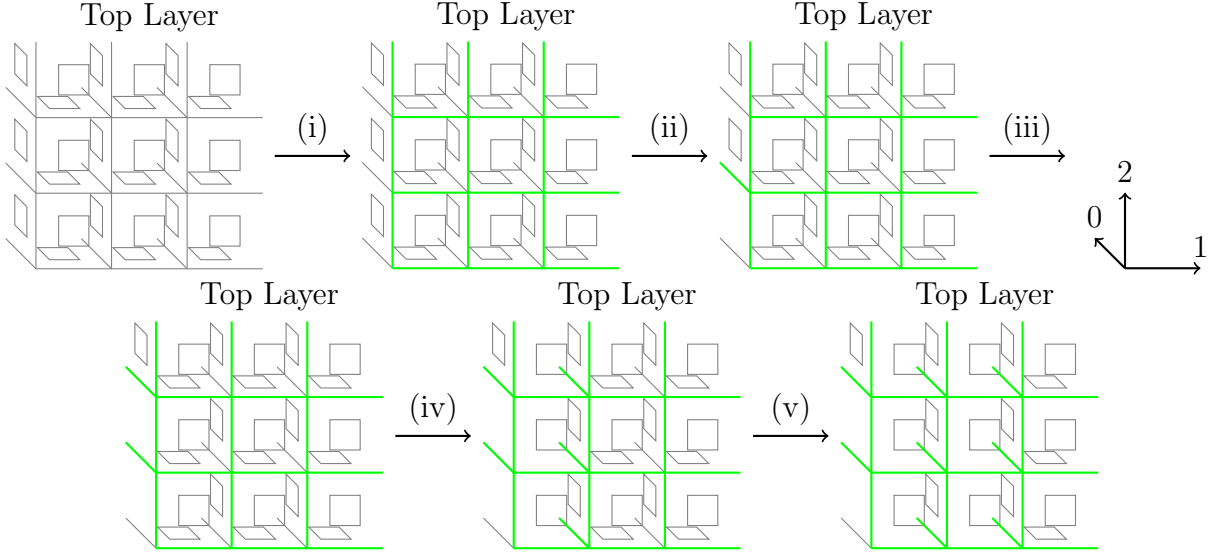 Top Layer
Top Layer
Top Layer
(i)
(ii)
(iii)
2
0
1
Top Layer
Top Layer
Top Layer
(iv)
(v)